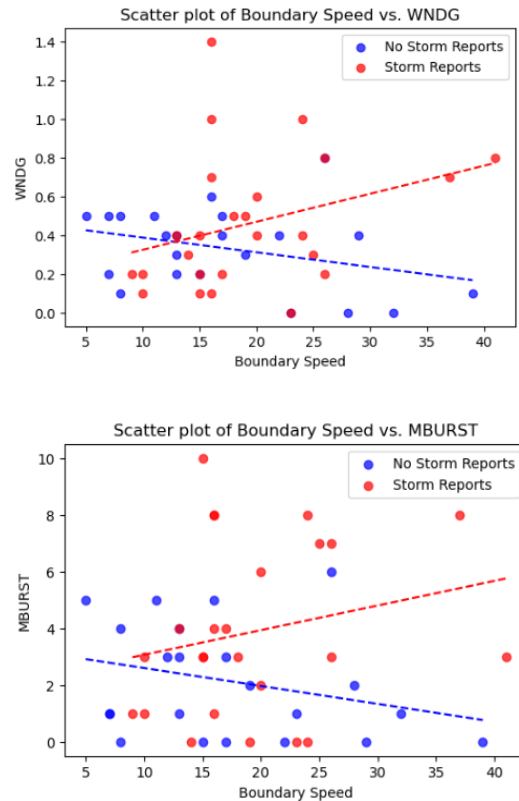 Scatter plot of Boundary Speed vs. WNDG
1.4
1.2
1.0
0.8
0.6
0.4
0.2
0.0
WNDG
No Storm Reports
Storm Reports
5 10 15 20 25 30 35 40
Boundary Speed
Scatter plot of Boundary Speed vs. MBURST
10
8
6
4
2
0
MBURST
No Storm Reports
Storm Reports
5 10 15 20 25 30 35 40
Boundary Speed